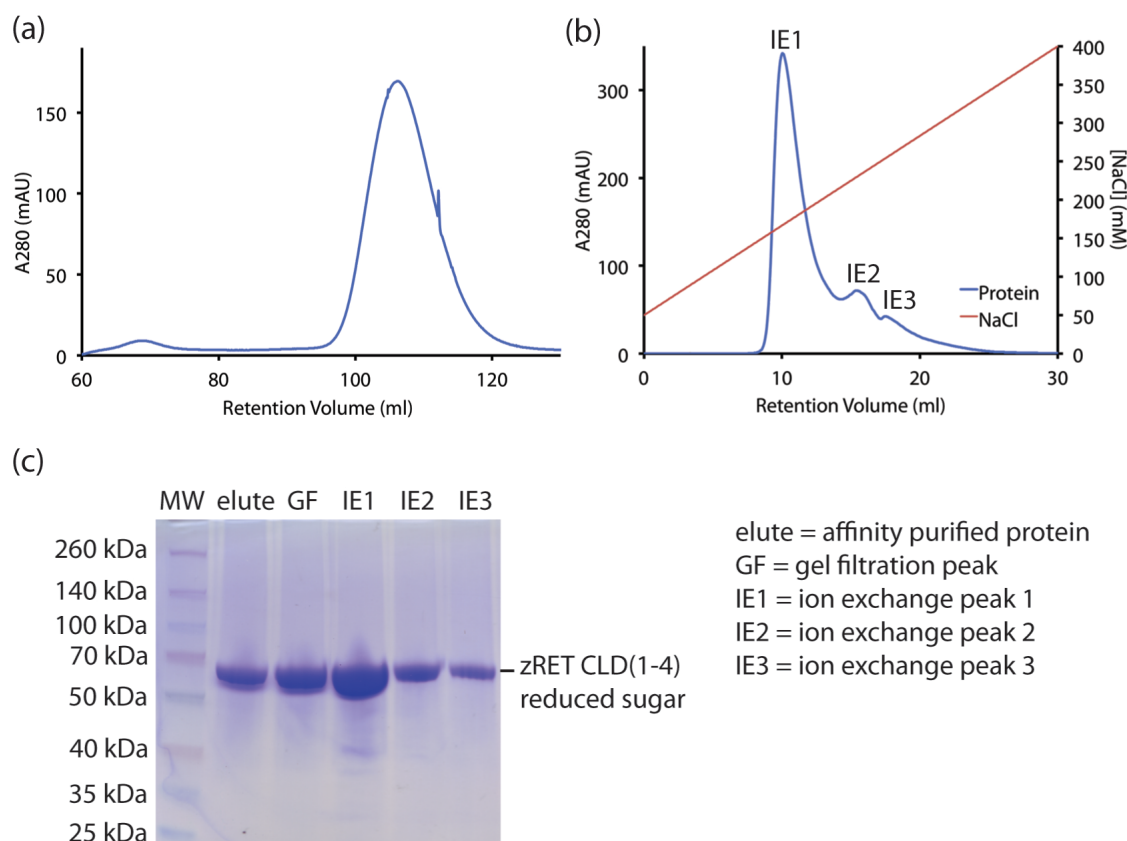 (a)
A280 (mAU)
150
100
50
0
60
80
100
120
Retention Volume (ml)
(b)
IE1
IE2
IE3
A280 (mAU)
300
200
100
0
0
10
20
30
Retention Volume (ml)
400
350
300
250
200
150
100
50
0
[NaCl] (mM)
Protein
NaCl
(c)
MW elute GF IE1 IE2 IE3
260 kDa
140 kDa
100 kDa
70 kDa
50 kDa
40 kDa
35 kDa
25 kDa
zRET CLD(1-4)
reduced sugar
elute = affinity purified protein
GF = gel filtration peak
IE1 = ion exchange peak 1
IE2 = ion exchange peak 2
IE3 = ion exchange peak 3